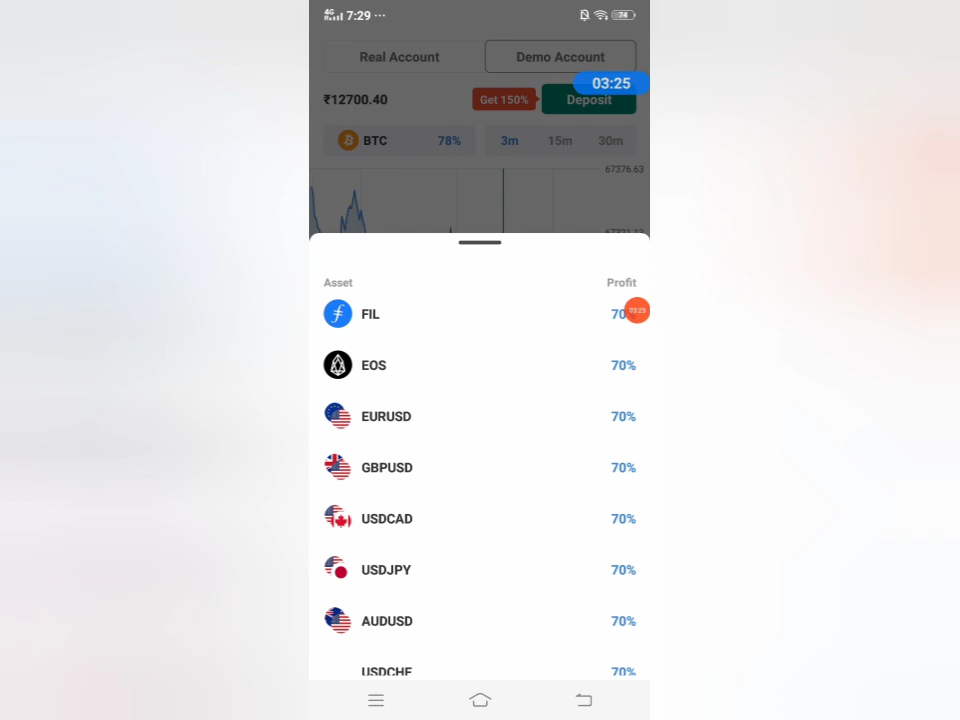 4G 7:29 ... 74
Real Account Demo Account
03:25
₹12700.40 Get 150% Deposit
BTC 78% 3m 15m 30m
67376.63
Asset Profit
FIL 70 03:25
EOS 70%
EURUSD 70%
GBPUSD 70%
USDCAD 70%
USDJPY 70%
AUDUSD 70%
USDCHF 70%